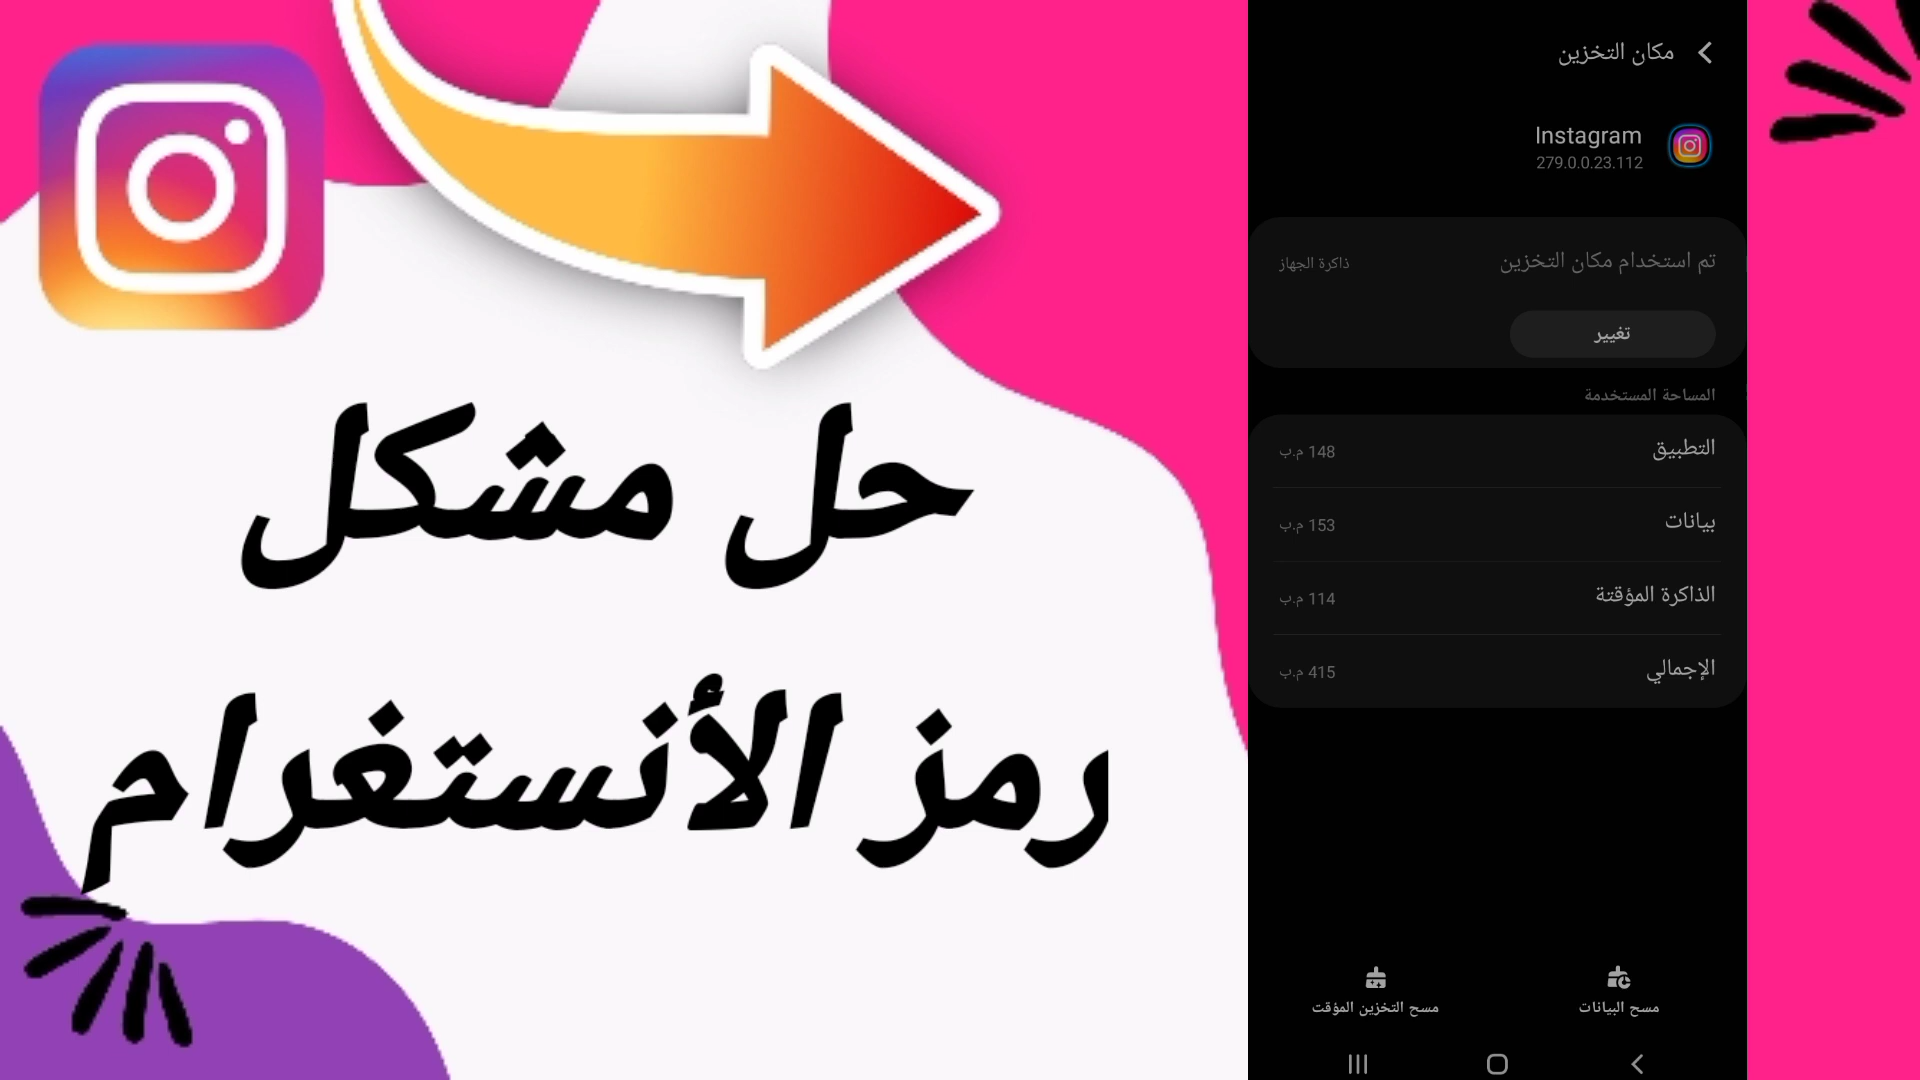 حل مشكل
رمز الأنستغرام
مكان التخزين
Instagram
279.0.0.23.112
تم استخدام مكان التخزين
ذاكرة الجهاز
تغيير
المساحة المستخدمة
التطبيق
148 م.ب
بيانات
153 م.ب
الذاكرة المؤقتة
114 م.ب
الإجمالي
415 م.ب
مسح البيانات
مسح التخزين المؤقت